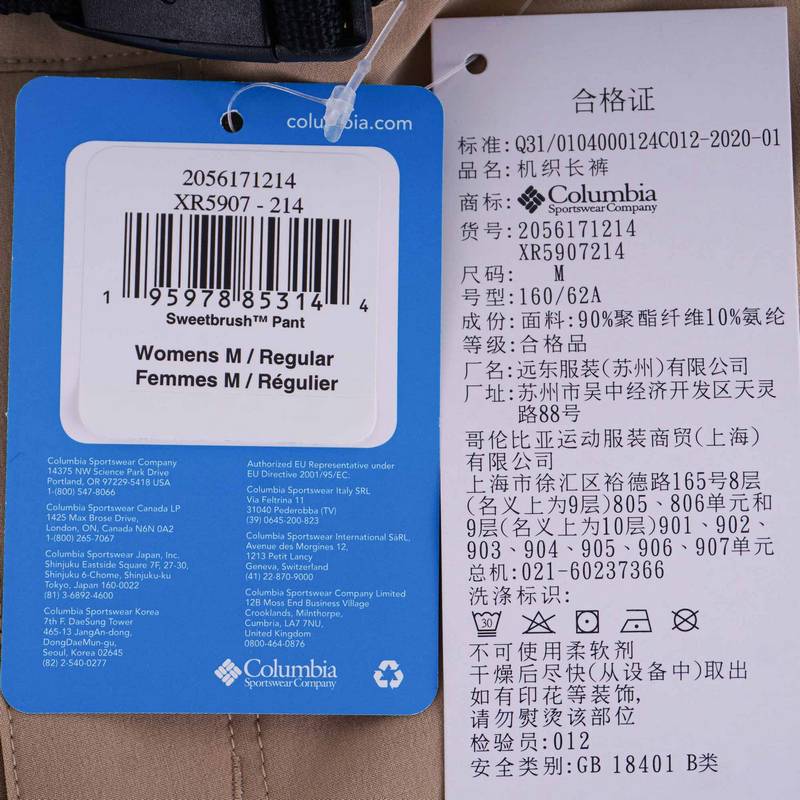 columbia.com
2056171214
XR5907 - 214
1 95978 85314 4
Sweetbrush™ Pant
Womens M / Regular
Femmes M / Régulier
Columbia Sportswear Company
14375 NW Science Park Drive
Portland, OR 97229-5418 USA
1-(800) 547-8066
Columbia Sportswear Canada LP
1425 Max Brose Drive,
London, ON, Canada N6N 0A2
1-(800) 265-7067
Columbia Sportswear Japan, Inc.
Shinjuku Eastside Square 7F, 27-30,
Shinjuku 6-Chome, Shinjuku-ku
Tokyo, Japan 160-0022
(81) 3-6892-4600
Columbia Sportswear Korea
7th F. DaeSung Tower
465-13 JangAn-dong,
DongDaeMun-gu,
Seoul, Korea 02645
(82) 2-540-0277
Authorized EU Representative under
EU Directive 2001/95/EC:
Columbia Sportswear Italy SRL
Via Feltrina 11
31040 Pederobba (TV)
(39) 0645-200-823
Columbia Sportswear International SàRL,
Avenue des Morgines 12,
1213 Petit Lancy
Geneva, Switzerland
(41) 22-870-9000
Columbia Sportswear Company Limited
12B Moss End Business Village
Crooklands, Milnthorpe,
Cumbria, LA7 7NU,
United Kingdom
0800-464-0876
Columbia
Sportswear Company
合格证
标准:Q31/0104000124C012-2020-01
品名:机织长裤
商标:Columbia
Sportswear Company
货号:2056171214
XR5907214
尺码: M
号型:160/62A
成份:面料:90%聚酯纤维10%氨纶
等级:合格品
厂名:远东服装(苏州)有限公司
厂址:苏州市吴中经济开发区天灵
路88号
哥伦比亚运动服装商贸(上海)
有限公司
上海市徐汇区裕德路165号8层
(名义上为9层)805、806单元和
9层(名义上为10层)901、902、
903、904、905、906、907单元
总机:021-60237366
洗涤标识:
30
不可使用柔软剂
干燥后尽快(从设备中)取出
如有印花等装饰,
请勿熨烫该部位
检验员:012
安全类别:GB 18401 B类